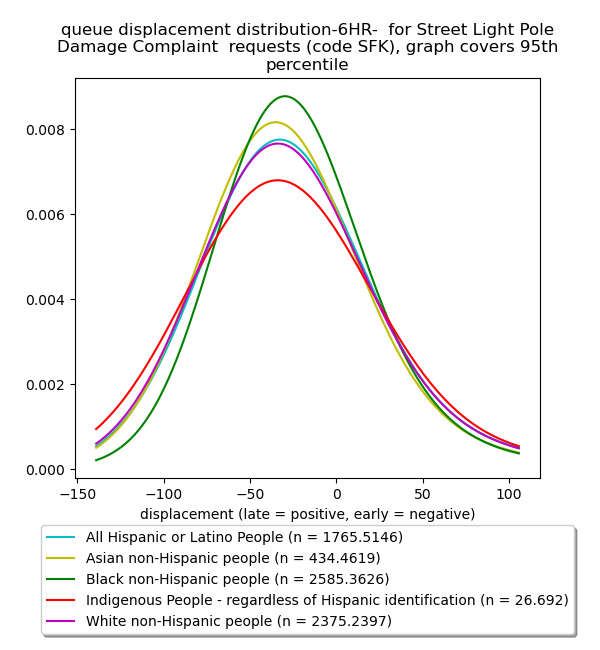 queue displacement distribution-6HR-  for Street Light Pole
Damage Complaint  requests (code SFK), graph covers 95th
percentile
0.008
0.006
0.004
0.002
0.000
−150 −100 −50 0 50 100
displacement (late = positive, early = negative)
All Hispanic or Latino People (n = 1765.5146)
Asian non-Hispanic people (n = 434.4619)
Black non-Hispanic people (n = 2585.3626)
Indigenous People - regardless of Hispanic identification (n = 26.692)
White non-Hispanic people (n = 2375.2397)